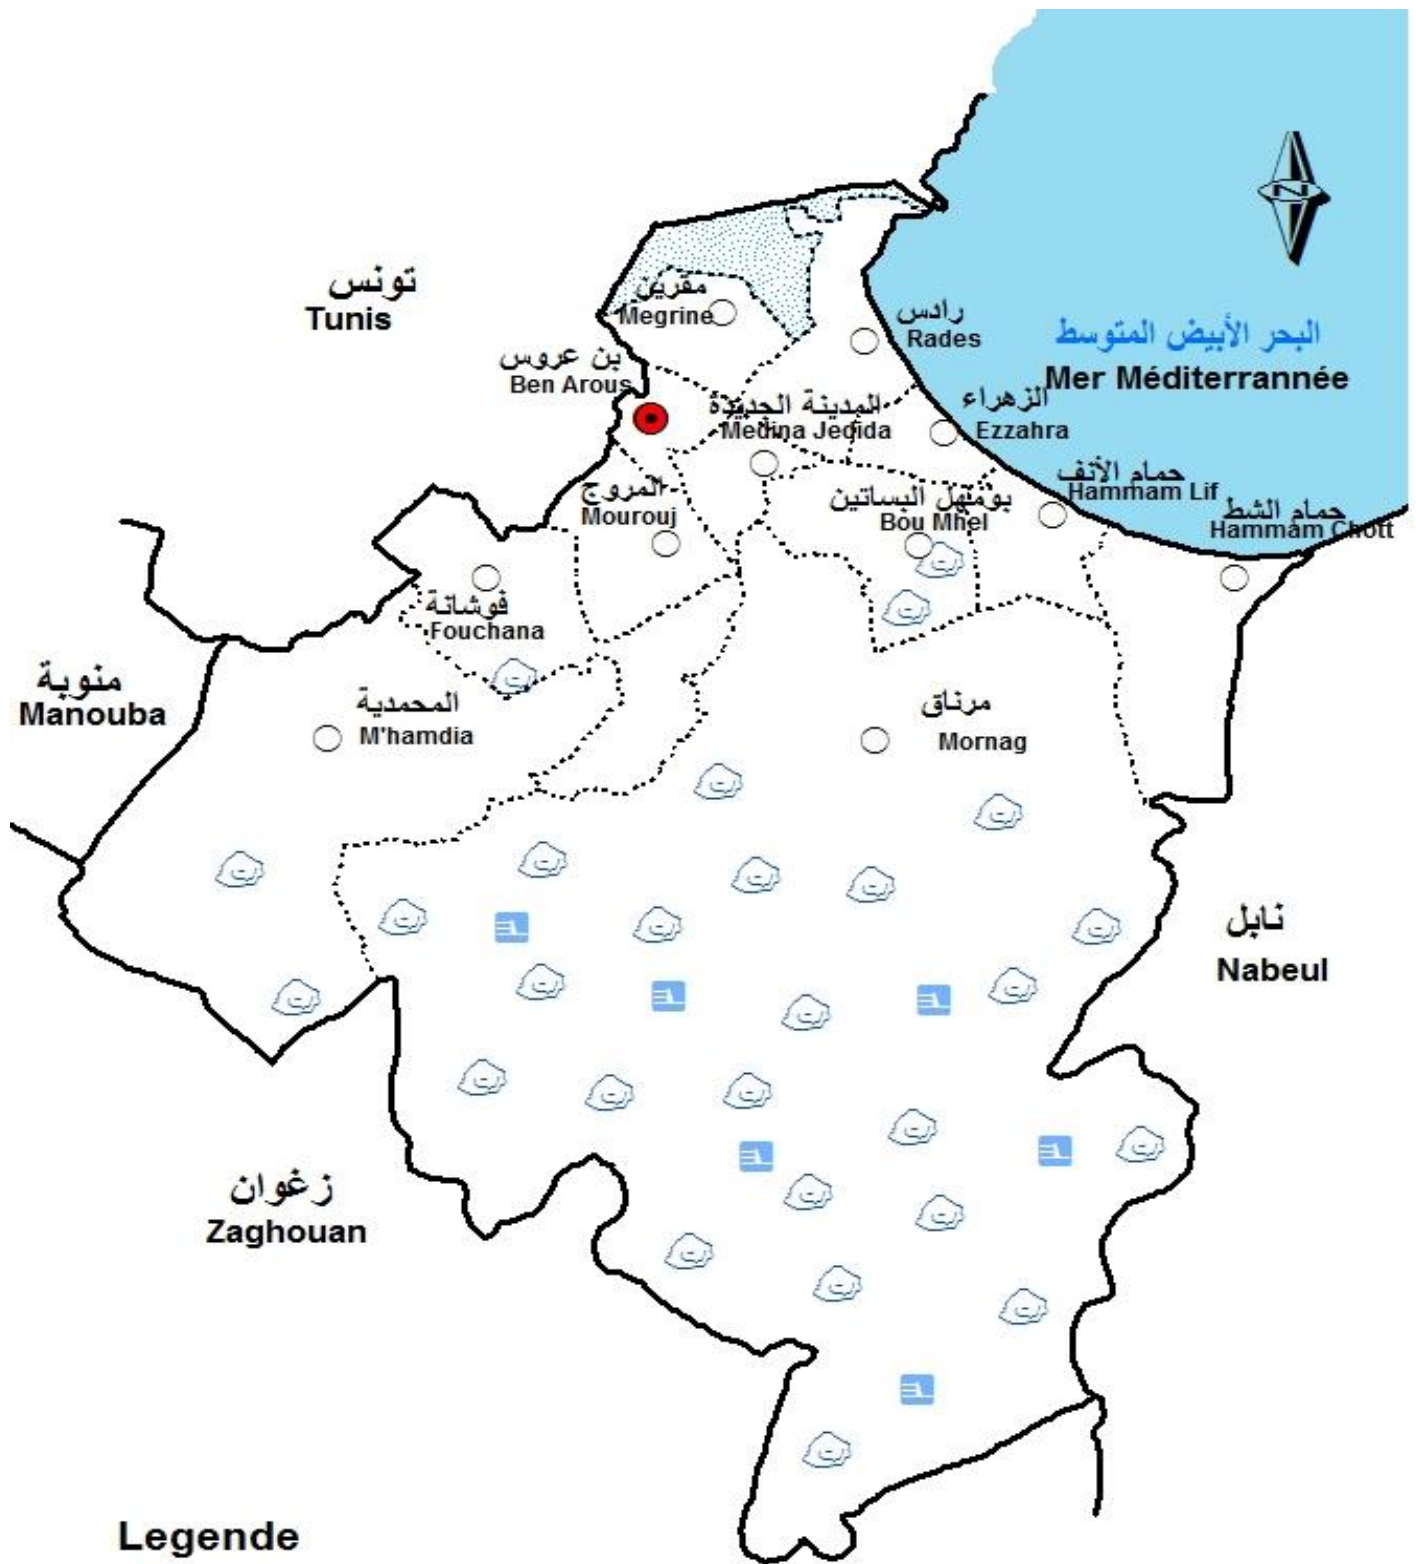 N
تونس
Tunis
مقرين
Megrine
رادس
Rades
البحر الأبيض المتوسط
Mer Méditerrannée
بن عروس
Ben Arous
المدينة الجديدة
Medina Jedida
الزهراء
Ezzahra
حمام الأنف
Hammam Lif
حمام الشط
Hammam Chott
المروج
Mourouj
بومهل البساتين
Bou Mhel
فوشانة
Fouchana
منوبة
Manouba
المحمدية
M'hamdia
مرناق
Mornag
نابل
Nabeul
زغوان
Zaghouan
Legende